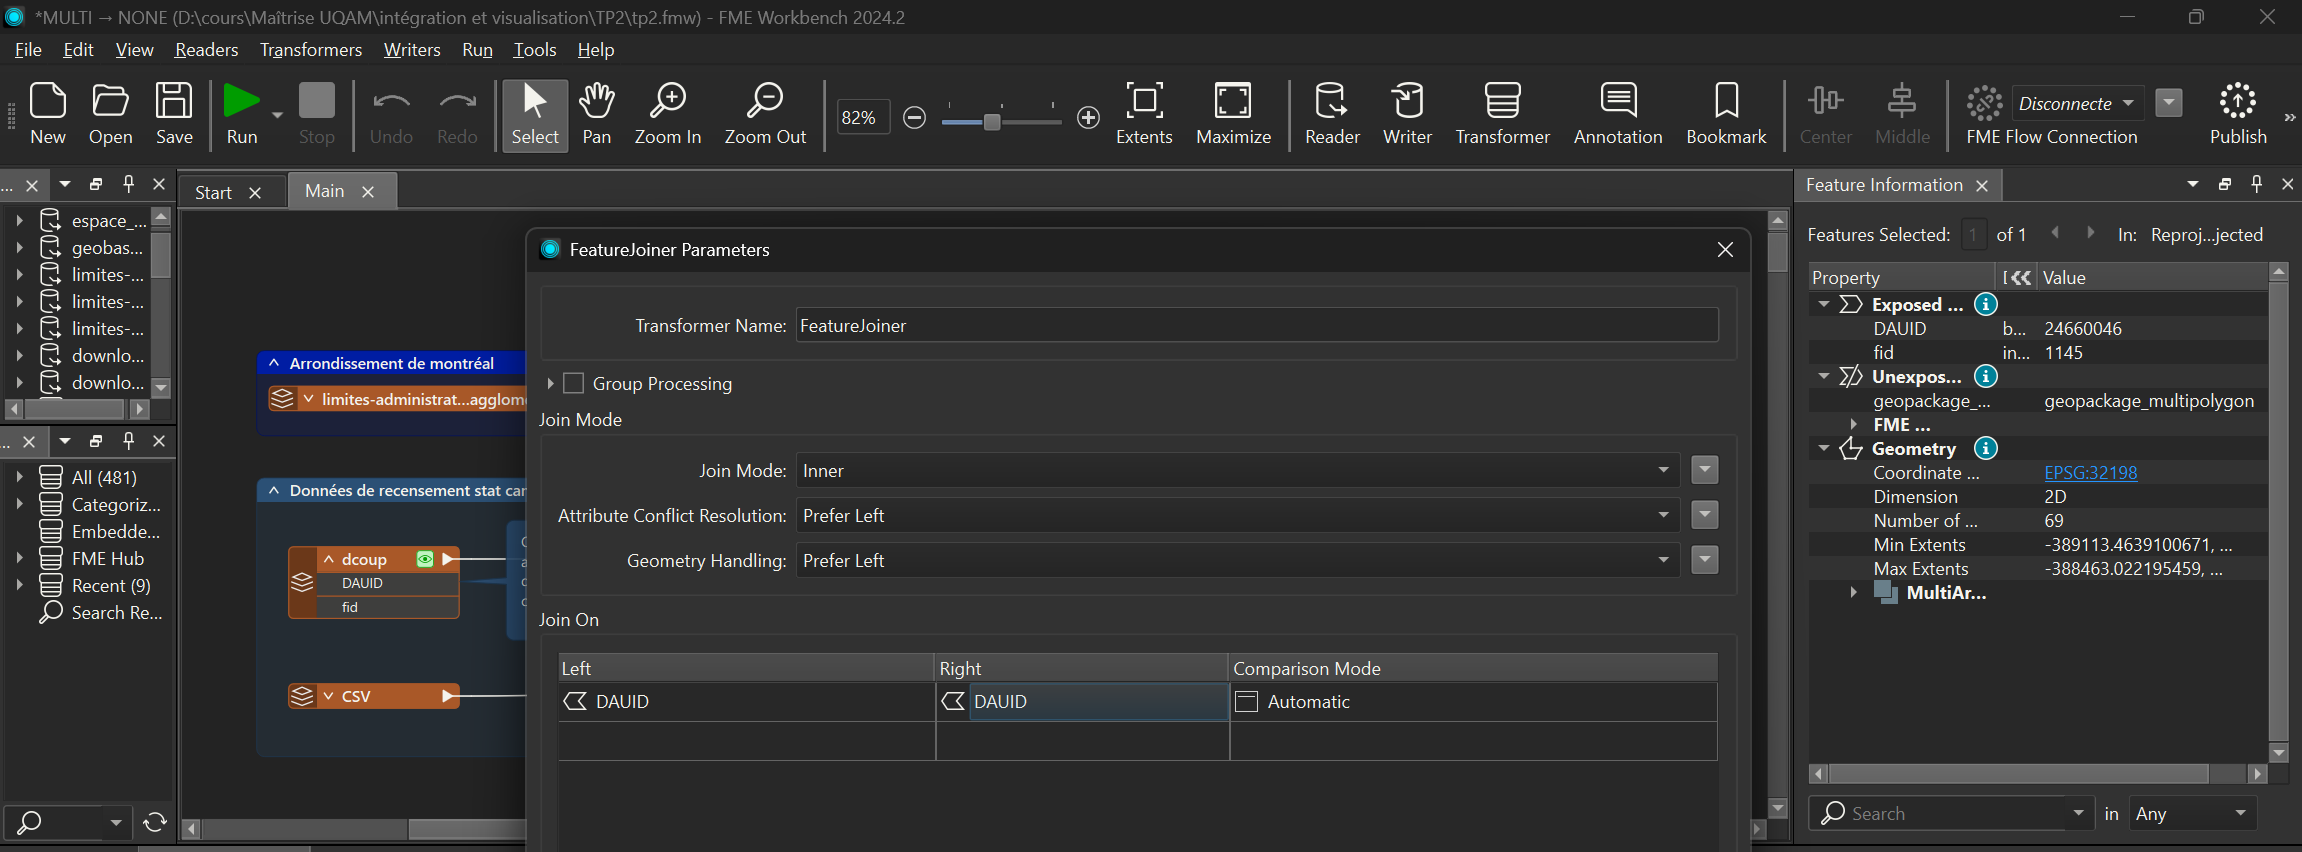 *MULTI → NONE (D:\cours\Maîtrise UQAM\intégration et visualisation\TP2\tp2.fmw) - FME Workbench 2024.2
File Edit View Readers Transformers Writers Run Tools Help
New Open Save Run Stop Undo Redo Select Pan Zoom In Zoom Out 82% Extents Maximize Reader Writer Transformer Annotation Bookmark Center Middle Disconnecte FME Flow Connection Publish »
...
espace_...
geobas...
limites-...
limites-...
limites-...
downlo...
downlo...
...
All (481)
Categoriz...
Embedde...
FME Hub
Recent (9)
Search Re...
Start
Main
Arrondissement de montréal
limites-administrat...agglom
Données de recensement stat can
dcoup
DAUID
fid
CSV
FeatureJoiner Parameters
Transformer Name: FeatureJoiner
Group Processing
Join Mode
Join Mode: Inner
Attribute Conflict Resolution: Prefer Left
Geometry Handling: Prefer Left
Join On
Left Right Comparison Mode
DAUID DAUID Automatic
Feature Information
Features Selected: 1 of 1 In: Reproj...jected
Property Value
Exposed ...
DAUID b... 24660046
fid in... 1145
Unexpos...
geopackage_... geopackage_multipolygon
FME ...
Geometry
Coordinate ... EPSG:32198
Dimension 2D
Number of ... 69
Min Extents -389113.4639100671, ...
Max Extents -388463.022195459, ...
MultiAr...
Search in Any